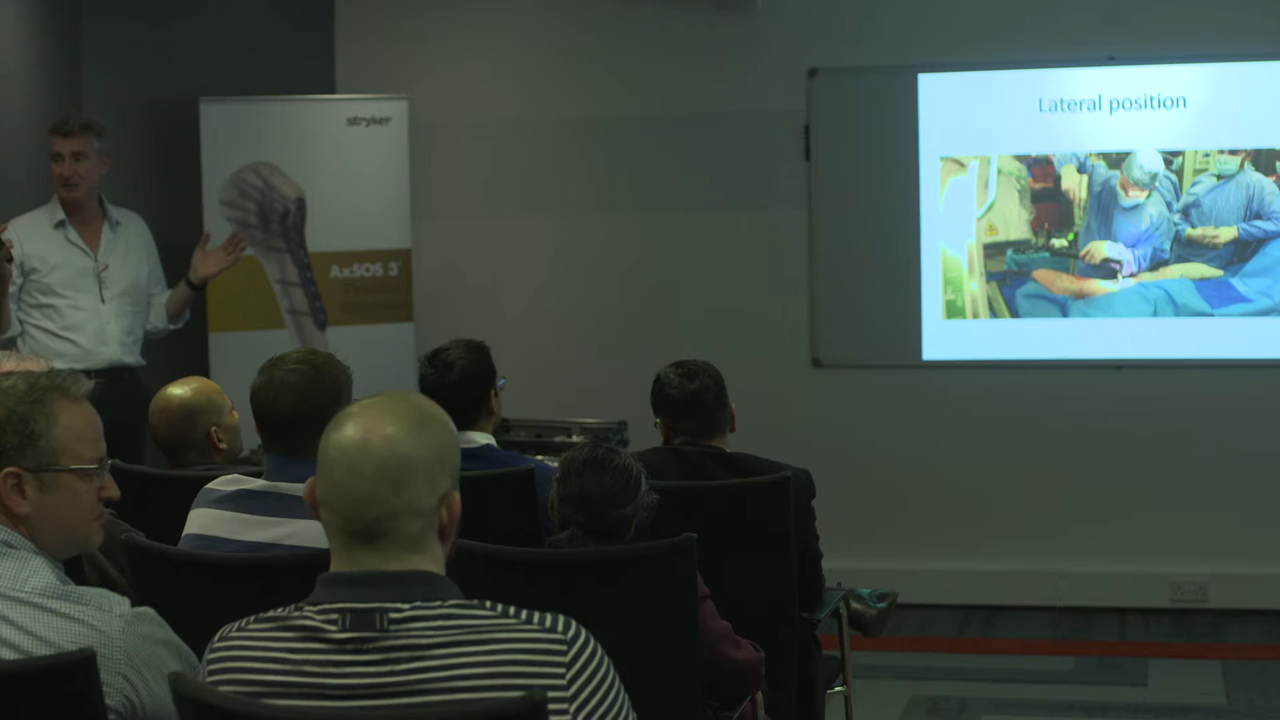 stryker
AxSOS 3
Lateral position